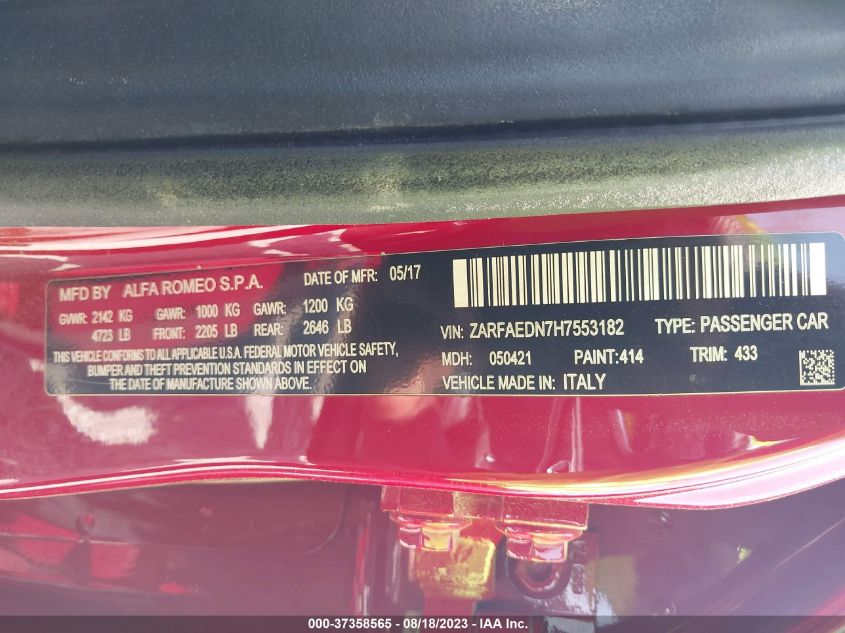 MFD BY ALFA ROMEO S.P.A. DATE OF MFR: 05/17
GVWR: 2142 KG GAWR: 1000 KG GAWR: 1200 KG
4723 LB FRONT: 2205 LB REAR: 2646 LB
THIS VEHICLE CONFORMS TO ALL APPLICABLE U.S.A. FEDERAL MOTOR VEHICLE SAFETY,
BUMPER AND THEFT PREVENTION STANDARDS IN EFFECT ON
THE DATE OF MANUFACTURE SHOWN ABOVE.
VIN: ZARFAEDN7H7553182 TYPE: PASSENGER CAR
MDH: 050421 PAINT: 414 TRIM: 433
VEHICLE MADE IN: ITALY
000-37358565 - 08/18/2023 - IAA Inc.